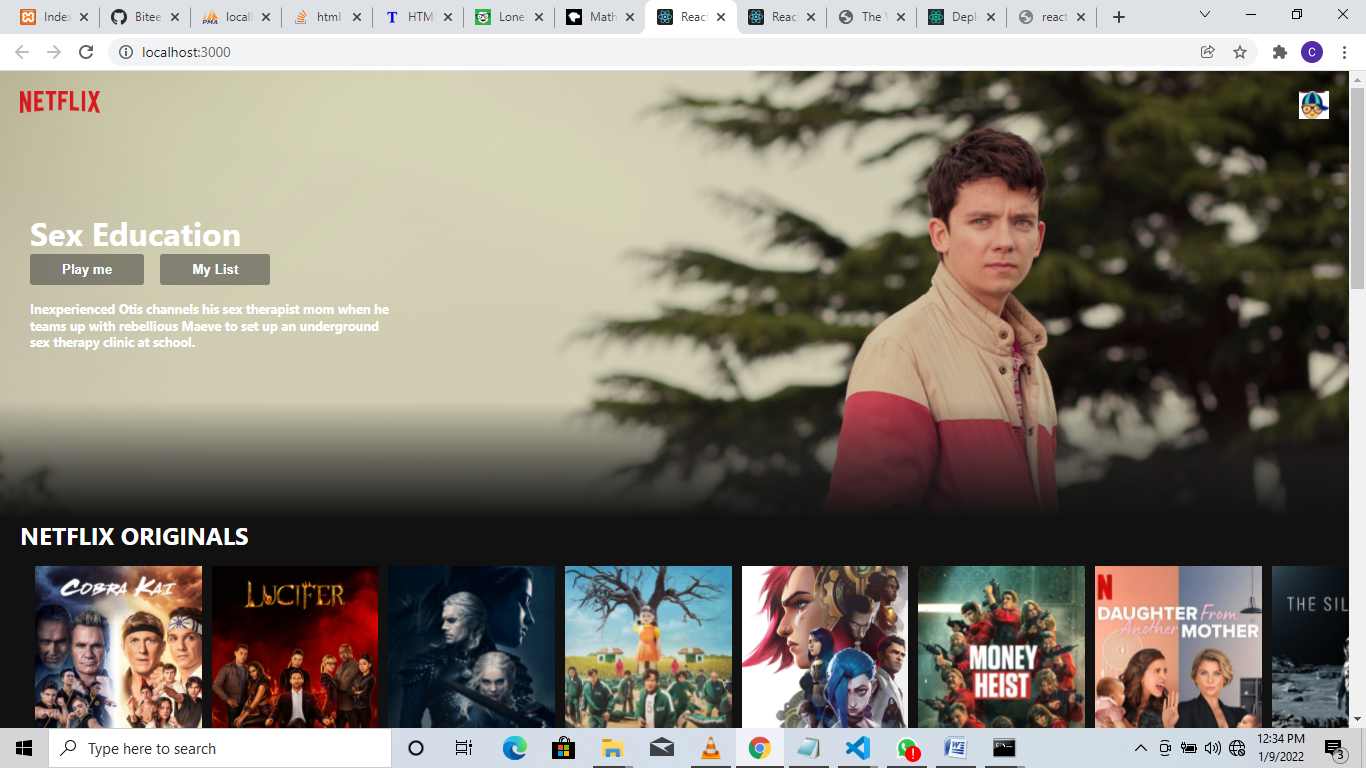 Index
Bitee
localh
html
HTM
Lone
Math
React
Reac
The V
Depl
react
localhost:3000
C
NETFLIX
Sex Education
Play me
My List
Inexperienced Otis channels his sex therapist mom when he
teams up with rebellious Maeve to set up an underground
sex therapy clinic at school.
NETFLIX ORIGINALS
COBRA KAI
LUCIFER
MONEY
HEIST
N
DAUGHTER From
Another MOTHER
THE SIL
Type here to search
12:34 PM
1/9/2022
3